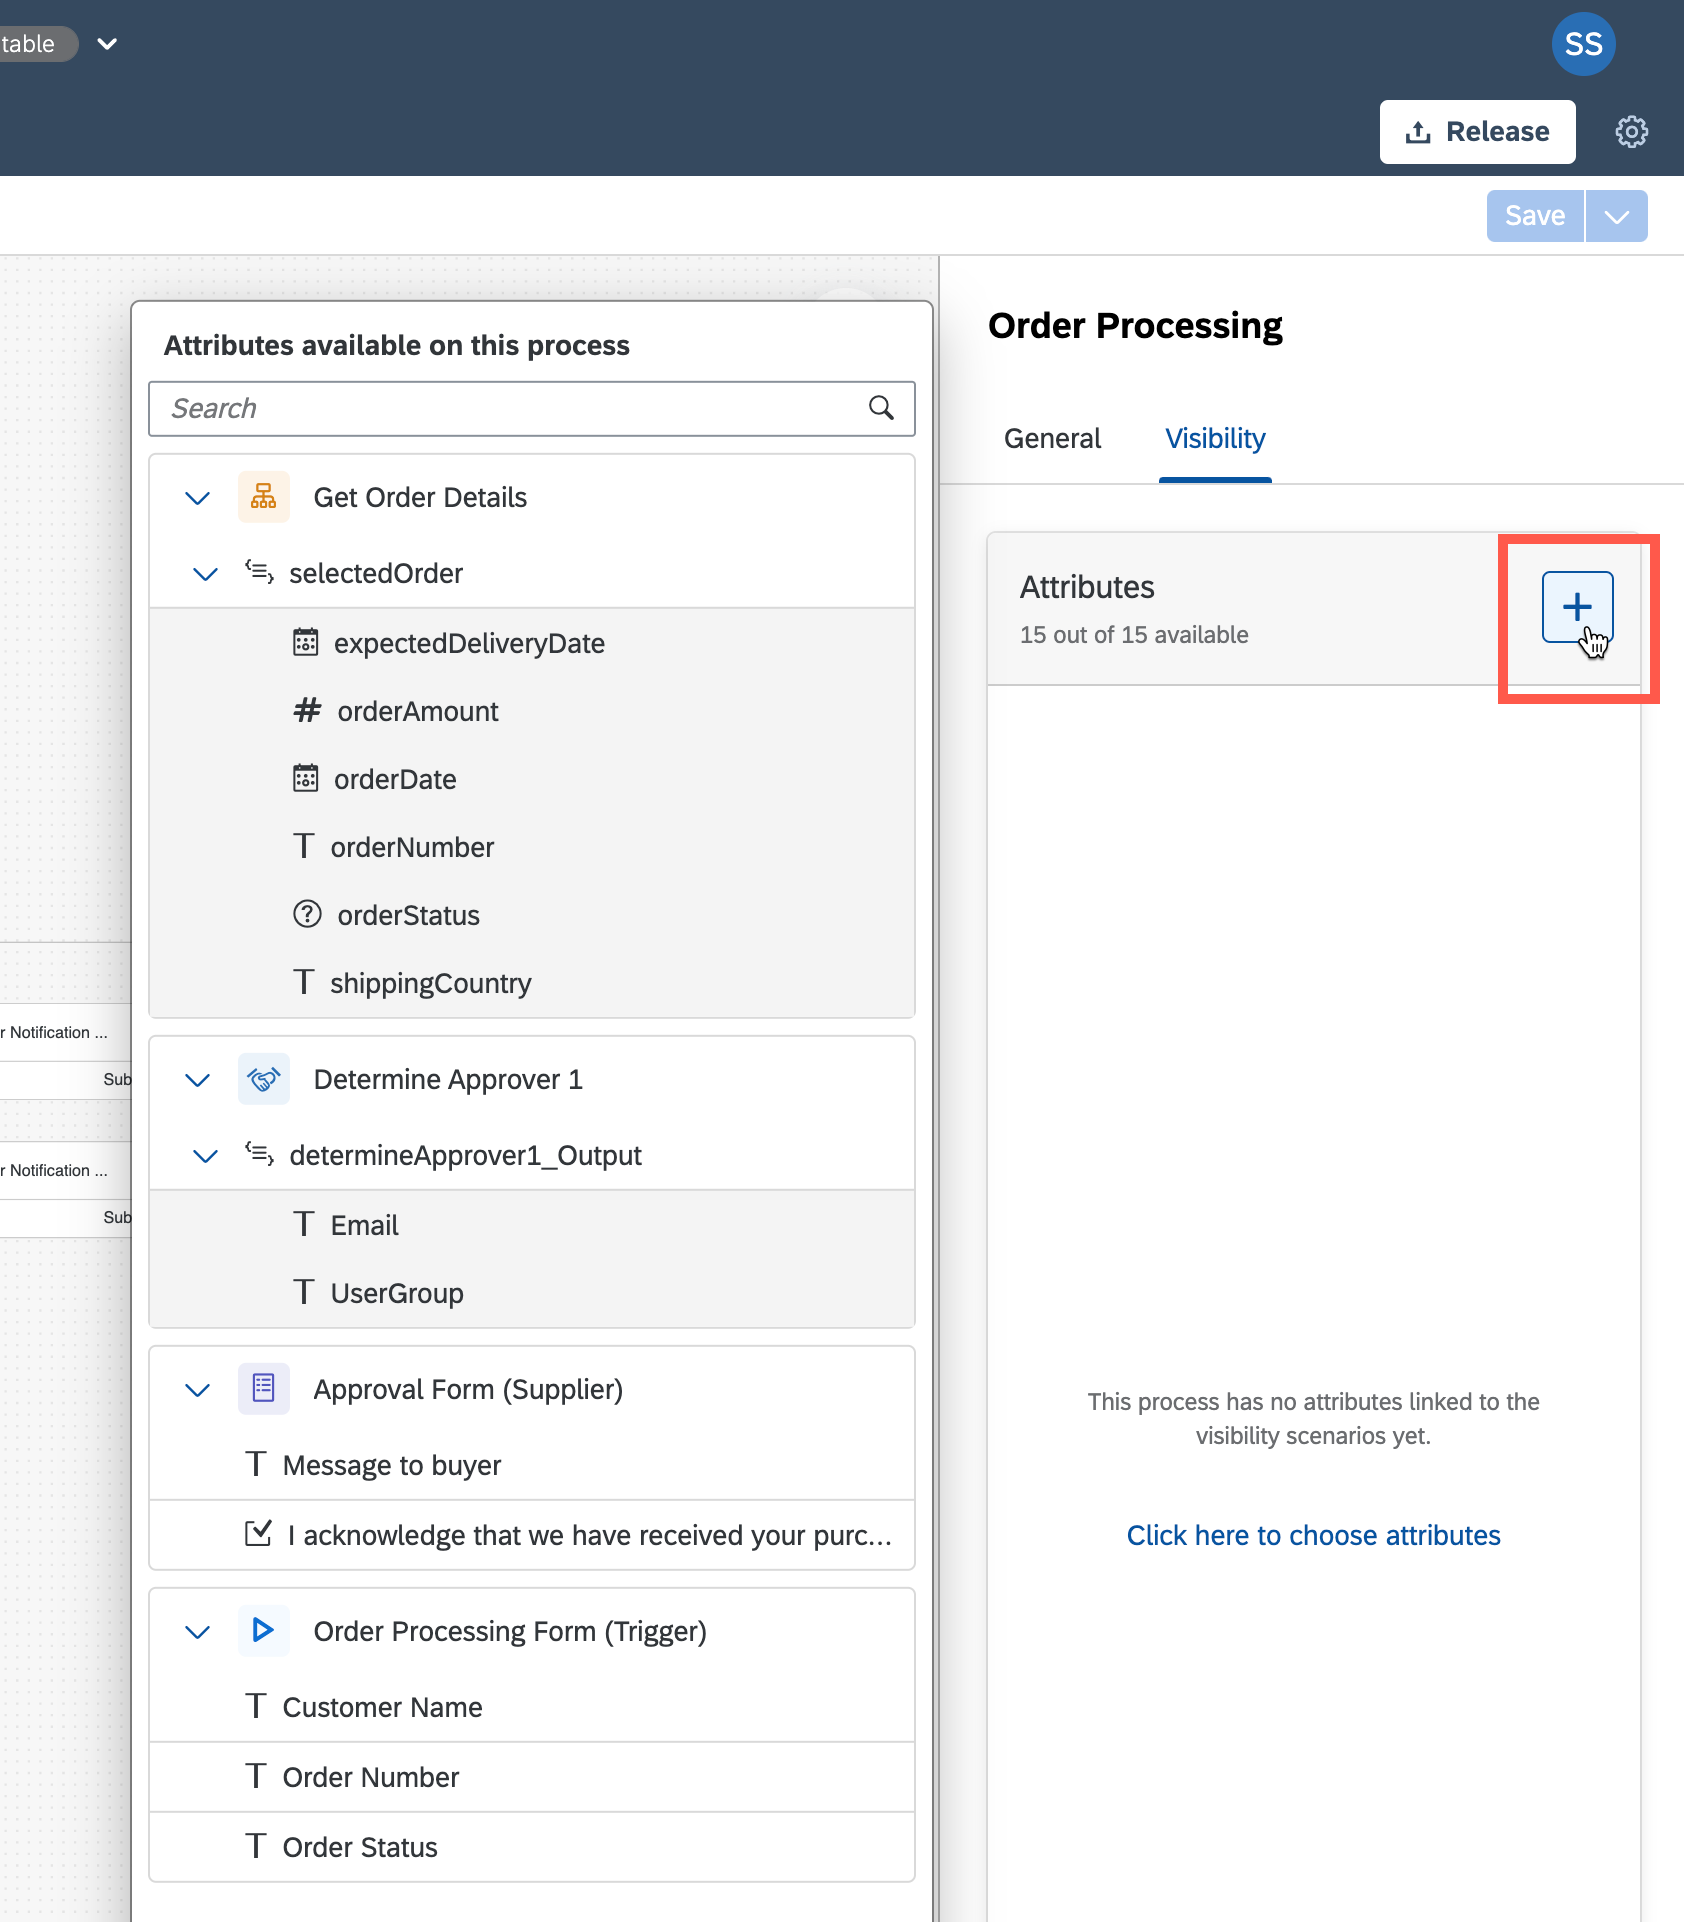 table
SS
Release
Save
Attributes available on this process
Search
Get Order Details
selectedOrder
expectedDeliveryDate
# orderAmount
orderDate
T orderNumber
? orderStatus
T shippingCountry
Determine Approver 1
determineApprover1_Output
T Email
T UserGroup
Approval Form (Supplier)
T Message to buyer
I acknowledge that we have received your purc...
Order Processing Form (Trigger)
T Customer Name
T Order Number
T Order Status
r Notification ...
Sub
r Notification ...
Sub
Order Processing
General
Visibility
Attributes
15 out of 15 available
This process has no attributes linked to the
visibility scenarios yet.
Click here to choose attributes